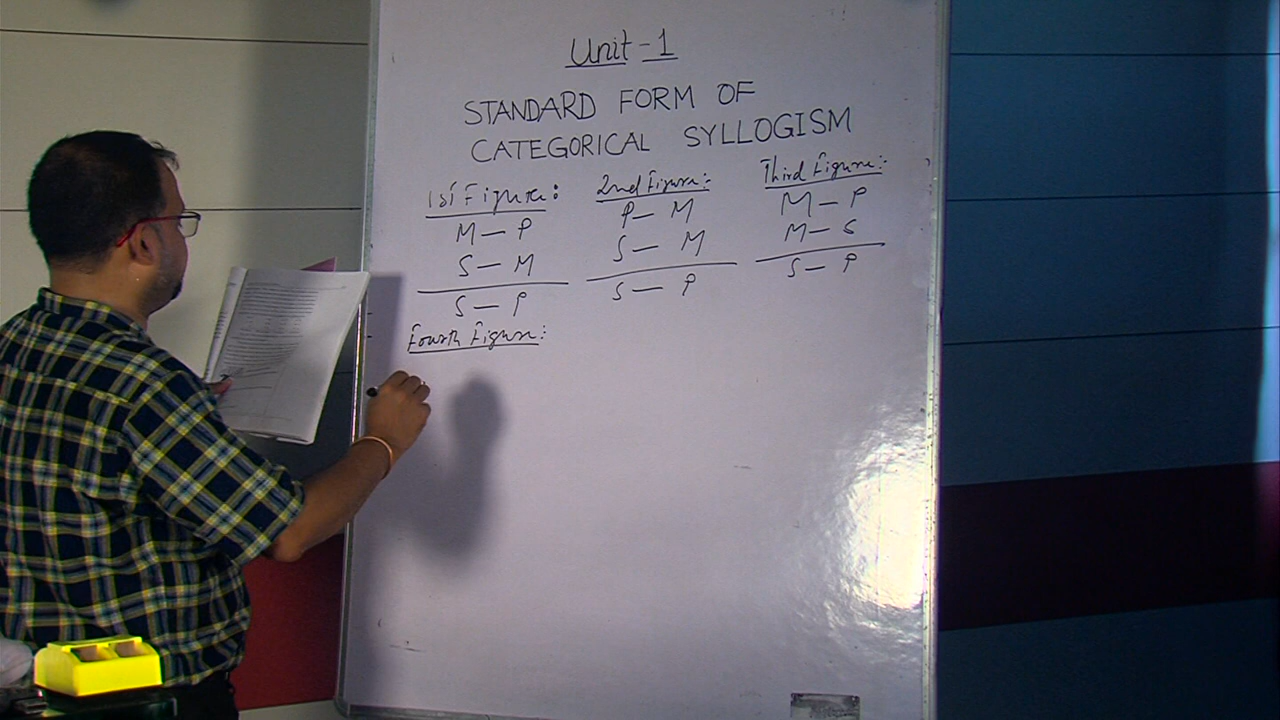 Unit - 1
STANDARD FORM OF
CATEGORICAL SYLLOGISM
1st Figure:
M — P
S — M
S — P
2nd Figure:-
P — M
S — M
S — P
Third Figure:-
M — P
M — S
S — P
Fourth Figure: